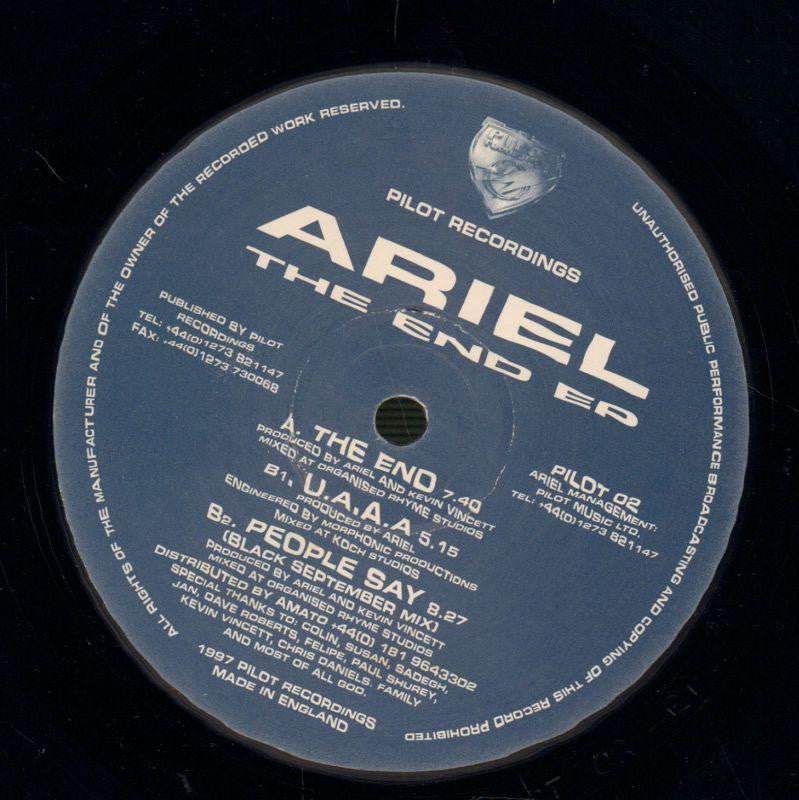 PILOT RECORDINGS
ARIEL
THE END EP
PUBLISHED BY PILOT
RECORDINGS
TEL: +44(0)1273 821147
FAX: +44(0)1273 730068
PILOT 02
ARIEL MANAGEMENT:
PILOT MUSIC LTD.
TEL: +44(0)1273 821147
A. THE END 7.40
PRODUCED BY ARIEL AND KEVIN VINCETT
MIXED AT ORGANISED RHYME STUDIOS
B1. U.A.A.A 5.15
PRODUCED BY ARIEL
ENGINEERED BY MORPHONIC PRODUCTIONS
MIXED AT KOCH STUDIOS
B2. PEOPLE SAY 8.27
(BLACK SEPTEMBER MIX)
PRODUCED BY ARIEL AND KEVIN VINCETT
MIXED AT ORGANISED RHYME STUDIOS
DISTRIBUTED BY AMATO +44(0) 181 9643302
SPECIAL THANKS TO: COLIN, SUSAN, SADEGH,
JAN, DAVE ROBERTS, FELIPE, PAUL SHUREY,
KEVIN VINCETT, CHRIS DANIELS, FAMILY
AND MOST OF ALL GOD.
1997 PILOT RECORDINGS
MADE IN ENGLAND
ALL RIGHTS OF THE MANUFACTURER AND OF THE OWNER OF THE RECORDED WORK RESERVED.
UNAUTHORISED PUBLIC PERFORMANCE BROADCASTING AND COPYING OF THIS RECORD PROHIBITED